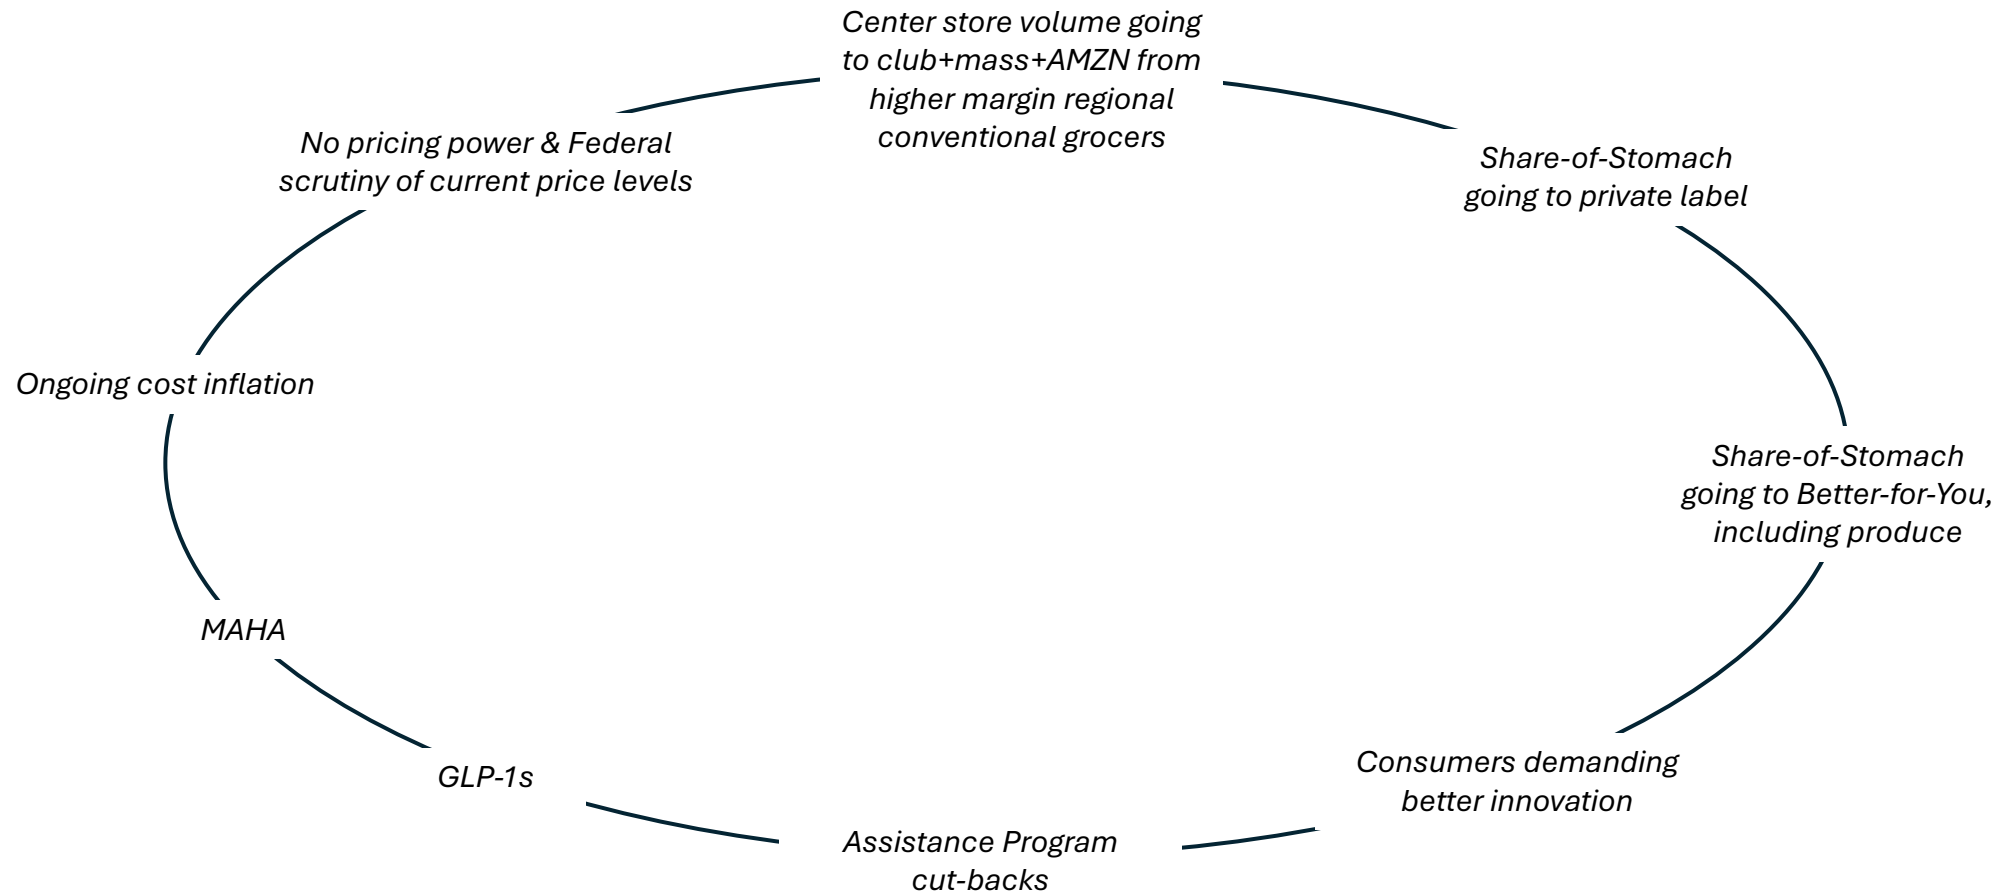 Center store volume going
to club+mass+AMZN from
higher margin regional
conventional grocers
No pricing power & Federal
scrutiny of current price levels
Share-of-Stomach
going to private label
Ongoing cost inflation
Share-of-Stomach
going to Better-for-You,
including produce
MAHA
GLP-1s
Consumers demanding
better innovation
Assistance Program
cut-backs